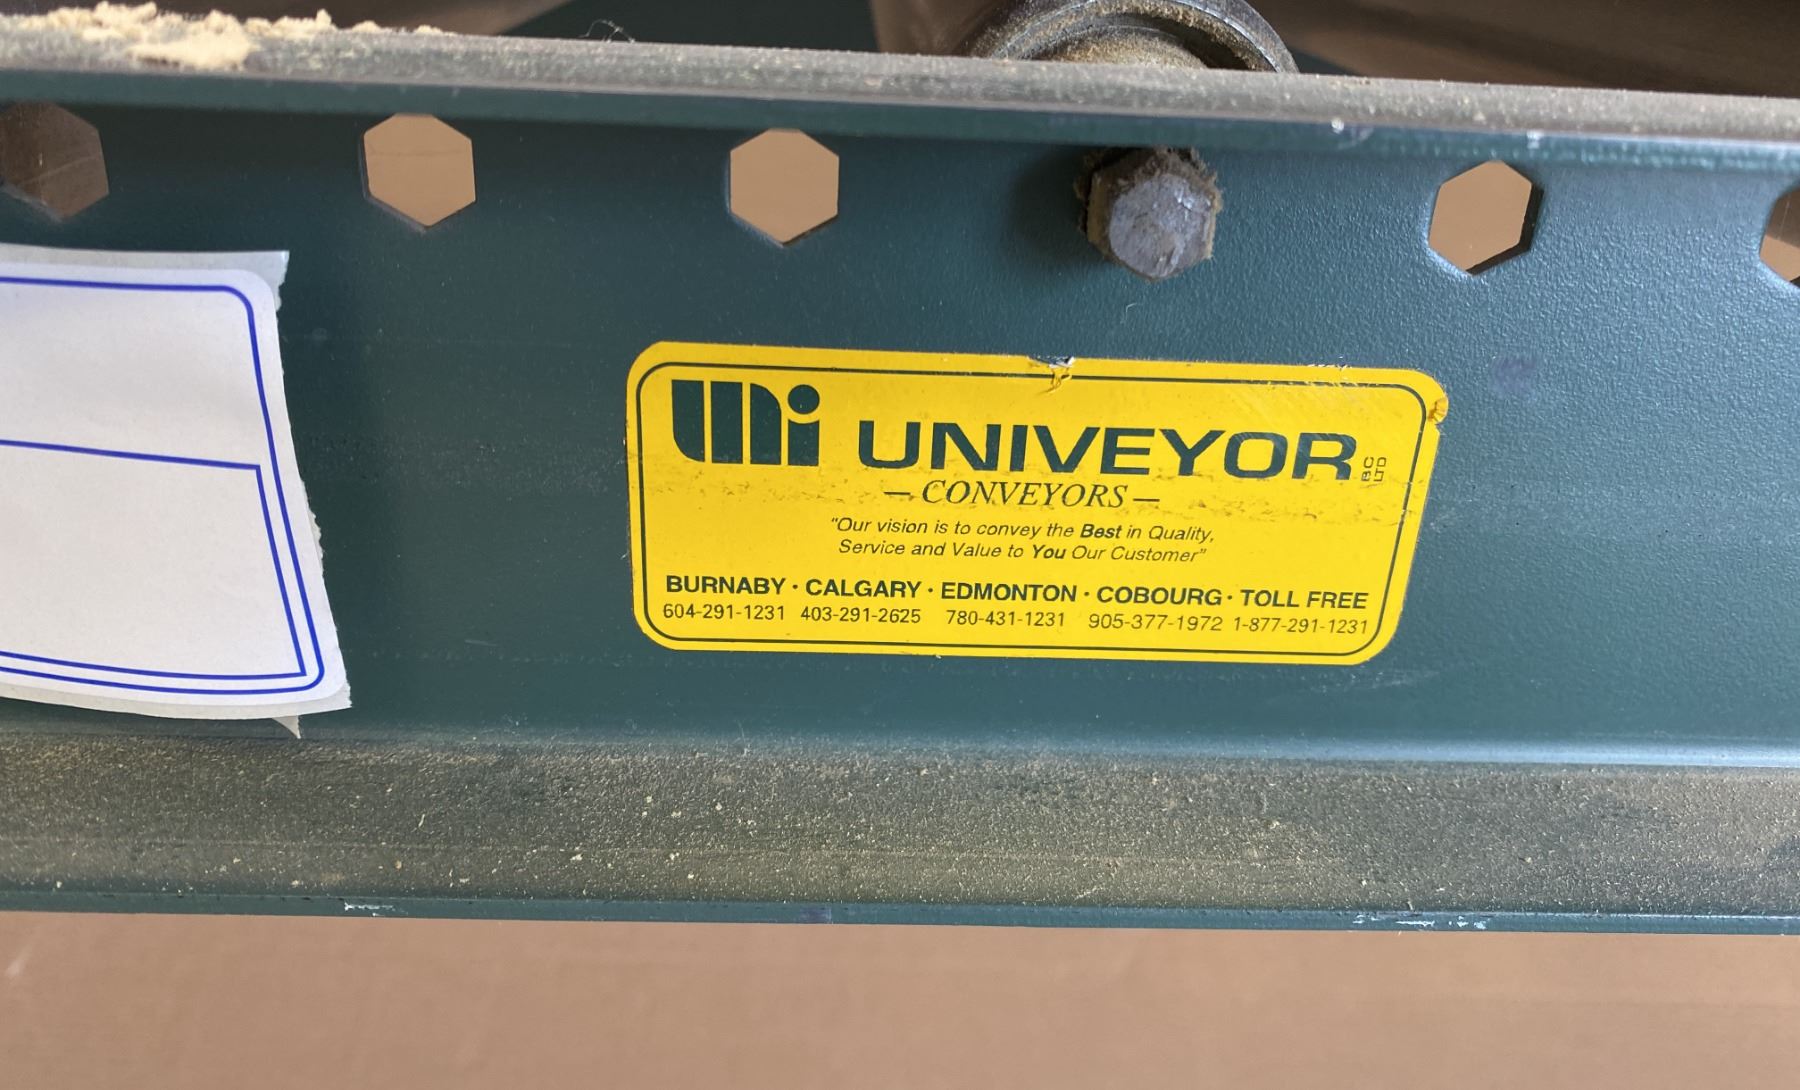 uni UNIVEYOR BC LTD
— CONVEYORS —
"Our vision is to convey the Best in Quality,
Service and Value to You Our Customer"
BURNABY · CALGARY · EDMONTON · COBOURG · TOLL FREE
604-291-1231 403-291-2625 780-431-1231 905-377-1972 1-877-291-1231